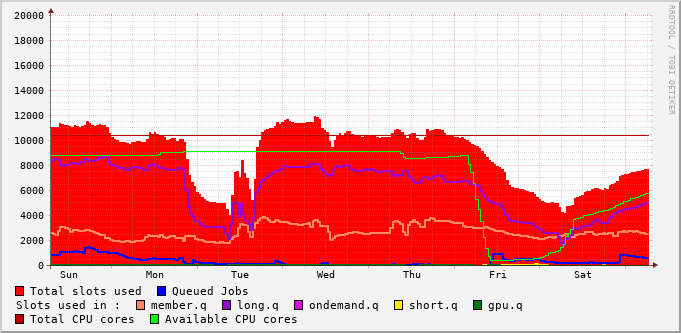 20000
18000
16000
14000
12000
10000
8000
6000
4000
2000
0
Sun Mon Tue Wed Thu Fri Sat
RRDTOOL / TOBI OETIKER
Total slots used Queued Jobs
Slots used in : member.q long.q ondemand.q short.q gpu.q
Total CPU cores Available CPU cores